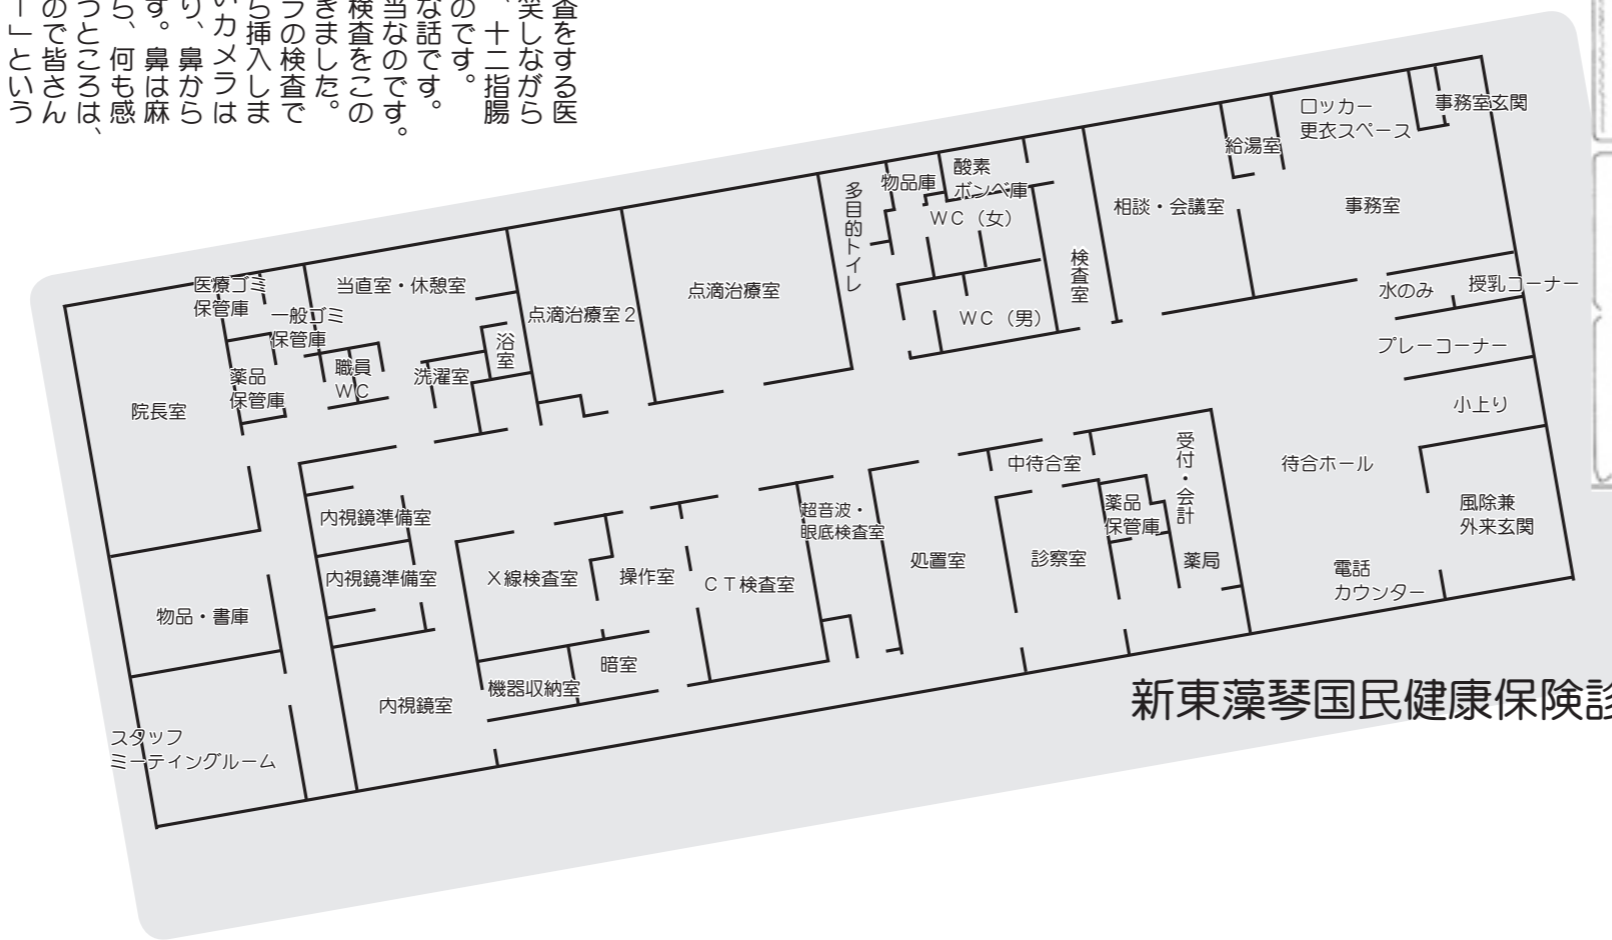 査をする医
笑しながら
、十二指腸
のです。
な話です。
当なのです。
検査をこの
きました。
ラの検査で
ら挿入しま
いカメラは
り、鼻から
す。鼻は麻
ら、何も感
つところは、
ので皆さん
ー」という
事務室玄関
ロッカー
更衣スペース
給湯室
事務室
相談・会議室
検査室
酸素
ボンベ庫
物品庫
多目的トイレ
WC（女）
WC（男）
点滴治療室
点滴治療室２
当直室・休憩室
医療ゴミ
保管庫
一般ゴミ
保管庫
浴室
洗濯室
職員
WC
薬品
保管庫
院長室
水のみ
授乳コーナー
プレーコーナー
小上り
待合ホール
風除兼
外来玄関
電話
カウンター
受付・会計
中待合室
薬品
保管庫
薬局
診察室
処置室
超音波・
眼底検査室
CT検査室
操作室
X線検査室
暗室
機器収納室
内視鏡準備室
内視鏡準備室
内視鏡室
物品・書庫
スタッフ
ミーティングルーム
新東藻琴国民健康保険診